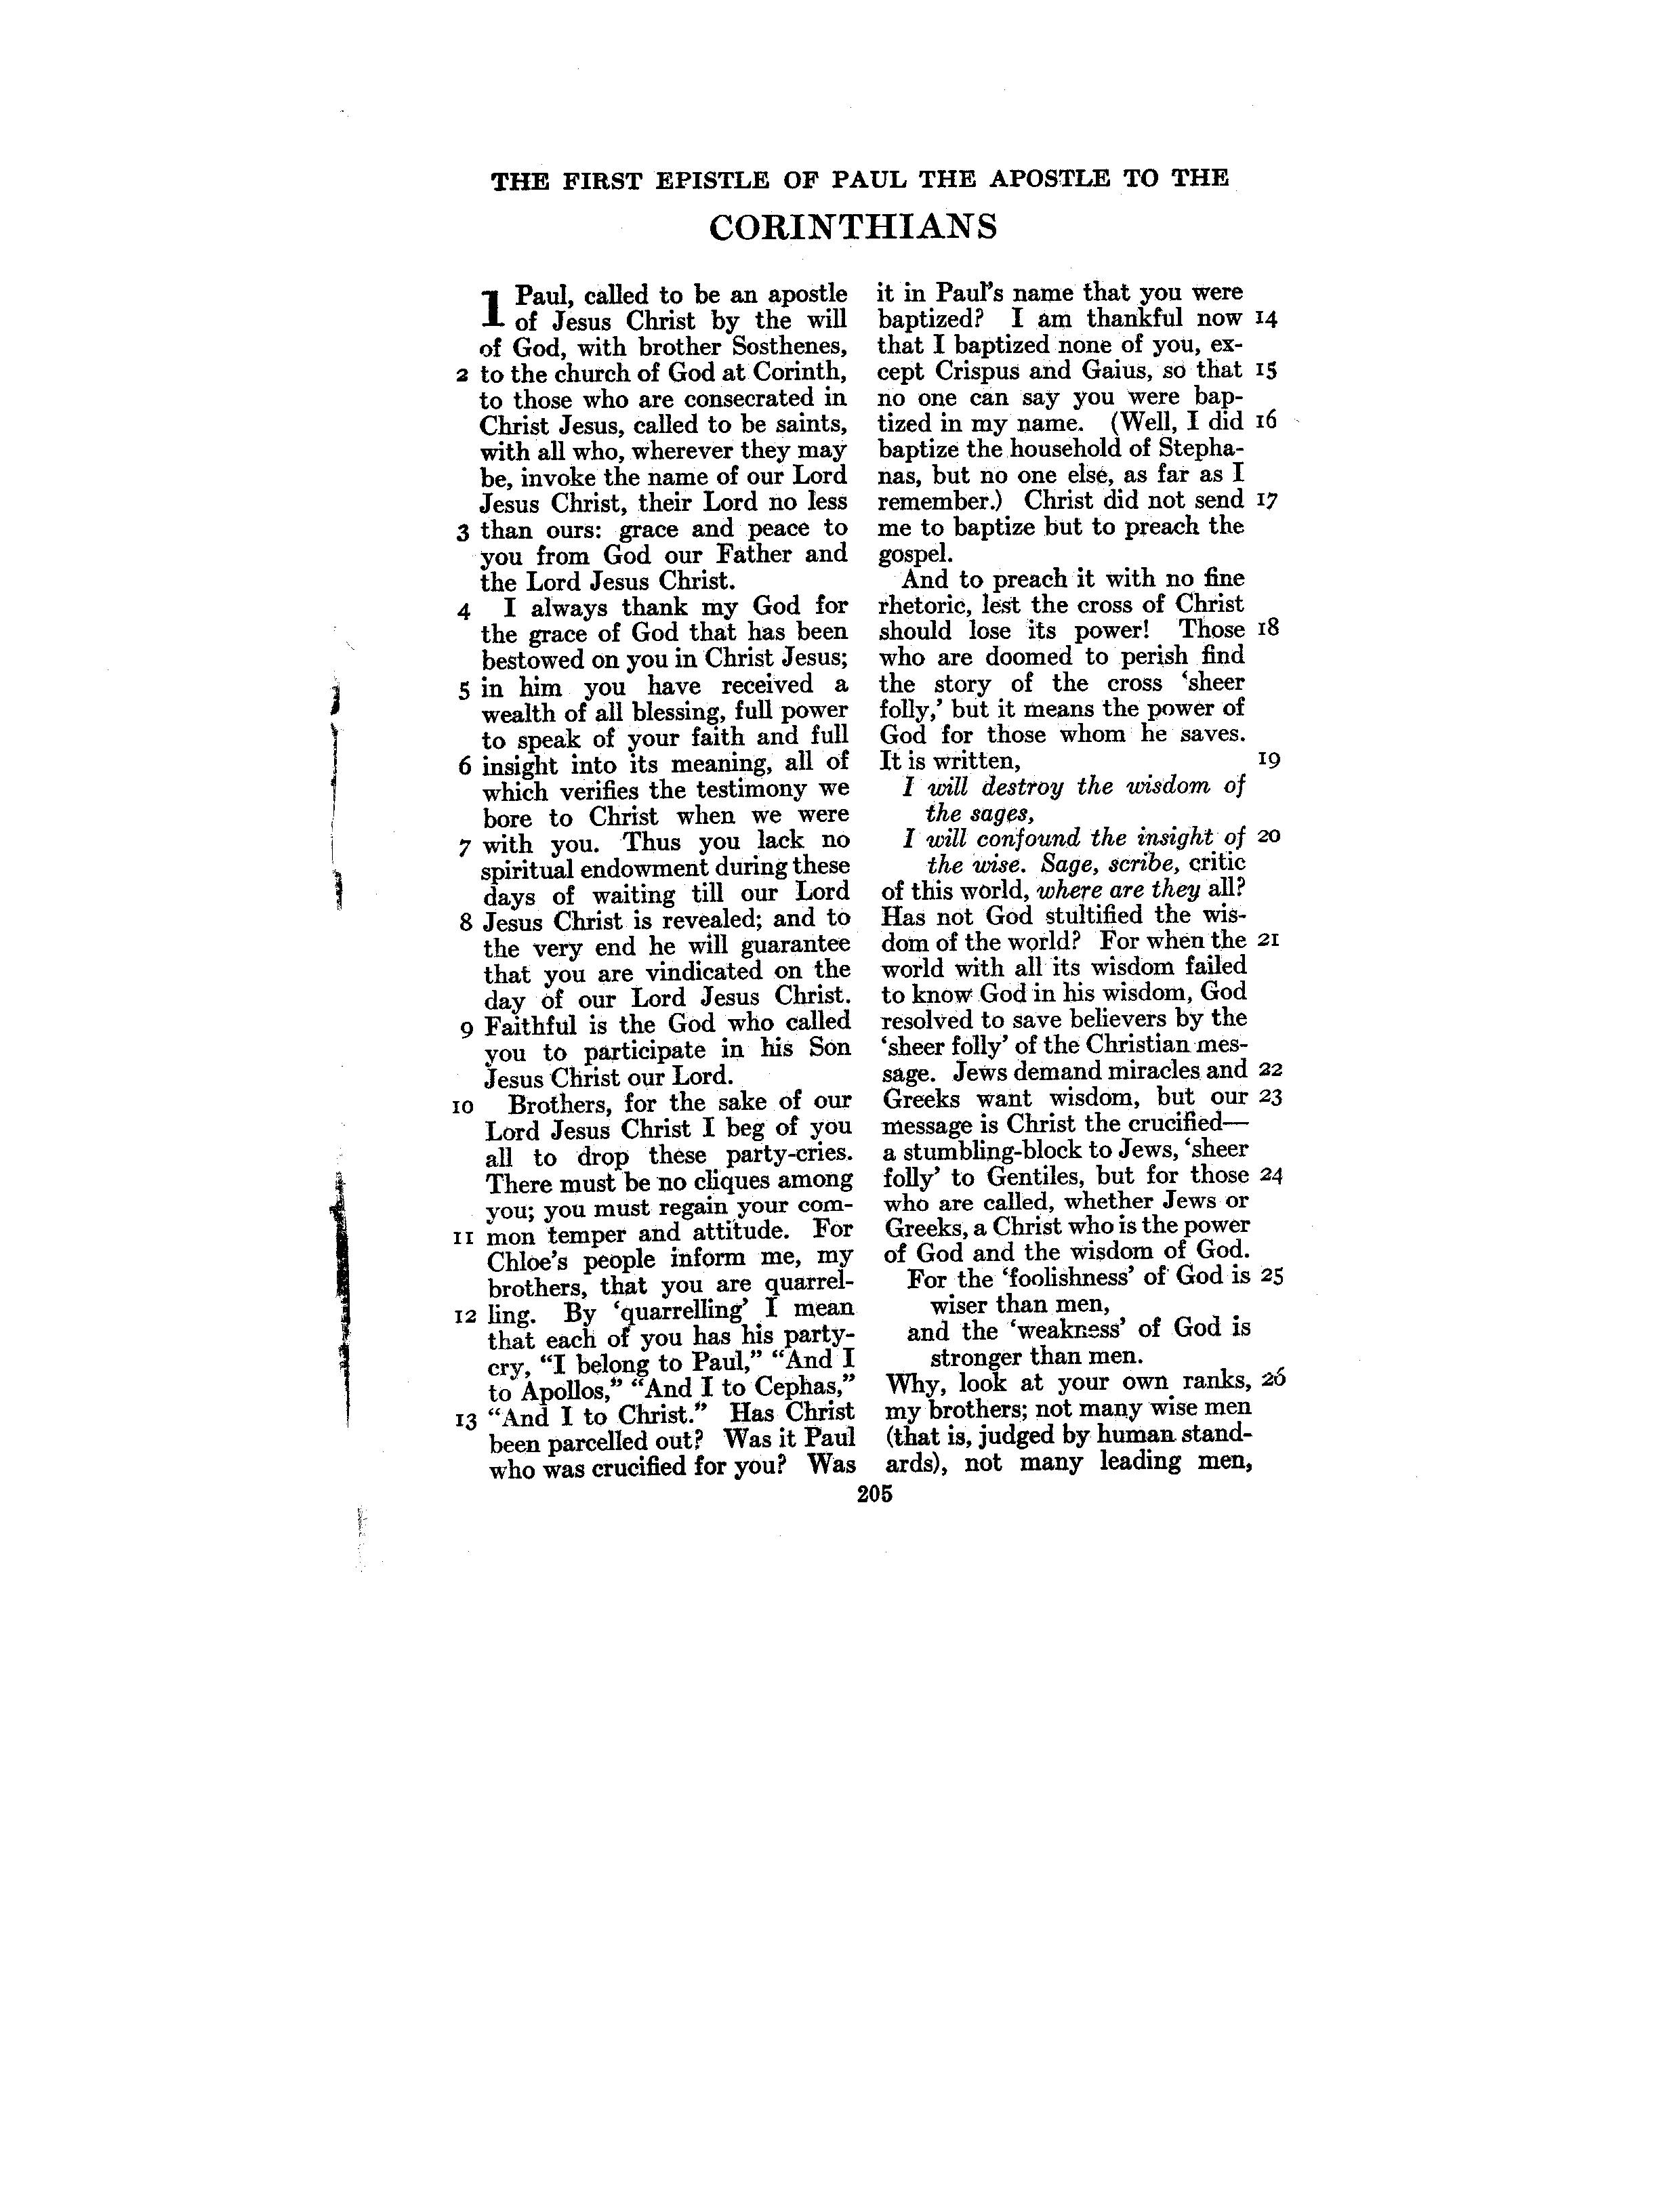 THE FIRST EPISTLE OF PAUL THE APOSTLE TO THE
CORINTHIANS
1 Paul, called to be an apostle
of Jesus Christ by the will
of God, with brother Sosthenes,
2 to the church of God at Corinth,
to those who are consecrated in
Christ Jesus, called to be saints,
with all who, wherever they may
be, invoke the name of our Lord
Jesus Christ, their Lord no less
3 than ours: grace and peace to
you from God our Father and
the Lord Jesus Christ.
4 I always thank my God for
the grace of God that has been
bestowed on you in Christ Jesus;
5 in him you have received a
wealth of all blessing, full power
to speak of your faith and full
6 insight into its meaning, all of
which verifies the testimony we
bore to Christ when we were
7 with you. Thus you lack no
spiritual endowment during these
days of waiting till our Lord
8 Jesus Christ is revealed; and to
the very end he will guarantee
that you are vindicated on the
day of our Lord Jesus Christ.
9 Faithful is the God who called
you to participate in his Son
Jesus Christ our Lord.
10 Brothers, for the sake of our
Lord Jesus Christ I beg of you
all to drop these party-cries.
There must be no cliques among
you; you must regain your com-
11 mon temper and attitude. For
Chloe's people inform me, my
brothers, that you are quarrel-
12 ling. By ‘quarrelling’ I mean
that each of you has his party-
cry, “I belong to Paul,” “And I
to Apollos,” “And I to Cephas,”
13 “And I to Christ.” Has Christ
been parcelled out? Was it Paul
who was crucified for you? Was
it in Paul's name that you were
baptized? I am thankful now 14
that I baptized none of you, ex-
cept Crispus and Gaius, so that 15
no one can say you were bap-
tized in my name. (Well, I did 16
baptize the household of Stepha-
nas, but no one else, as far as I
remember.) Christ did not send 17
me to baptize but to preach the
gospel.
And to preach it with no fine
rhetoric, lest the cross of Christ
should lose its power! Those 18
who are doomed to perish find
the story of the cross ‘sheer
folly,’ but it means the power of
God for those whom he saves.
It is written, 19
I will destroy the wisdom of
the sages,
I will confound the insight of 20
the wise. Sage, scribe, critic
of this world, where are they all?
Has not God stultified the wis-
dom of the world? For when the 21
world with all its wisdom failed
to know God in his wisdom, God
resolved to save believers by the
‘sheer folly’ of the Christian mes-
sage. Jews demand miracles and 22
Greeks want wisdom, but our 23
message is Christ the crucified—
a stumbling-block to Jews, ‘sheer
folly’ to Gentiles, but for those 24
who are called, whether Jews or
Greeks, a Christ who is the power
of God and the wisdom of God.
For the ‘foolishness’ of God is 25
wiser than men,
and the ‘weakness’ of God is
stronger than men.
Why, look at your own ranks, 26
my brothers; not many wise men
(that is, judged by human stand-
ards), not many leading men,
205